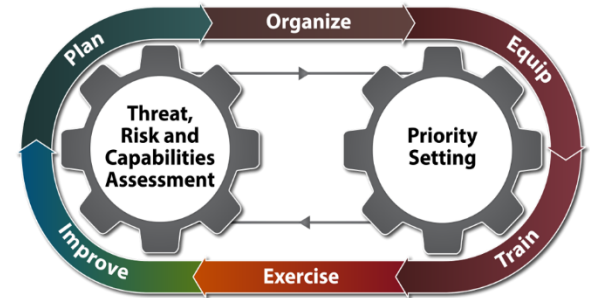 Plan
Organize
Equip
Threat,
Risk and
Capabilities
Assessment
Priority
Setting
Train
Exercise
Improve